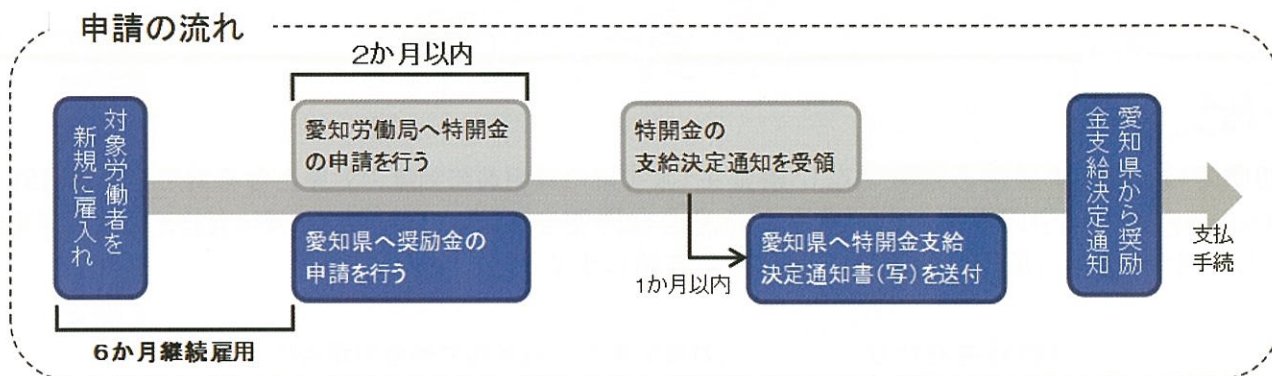 申請の流れ
2か月以内
対象労働者を
新規に雇入れ
愛知労働局へ特開金
の申請を行う
愛知県へ奨励金の
申請を行う
6か月継続雇用
特開金の
支給決定通知を受領
1か月以内
愛知県へ特開金支給
決定通知書(写)を送付
愛知県から奨励
金支給決定通知
支払
手続